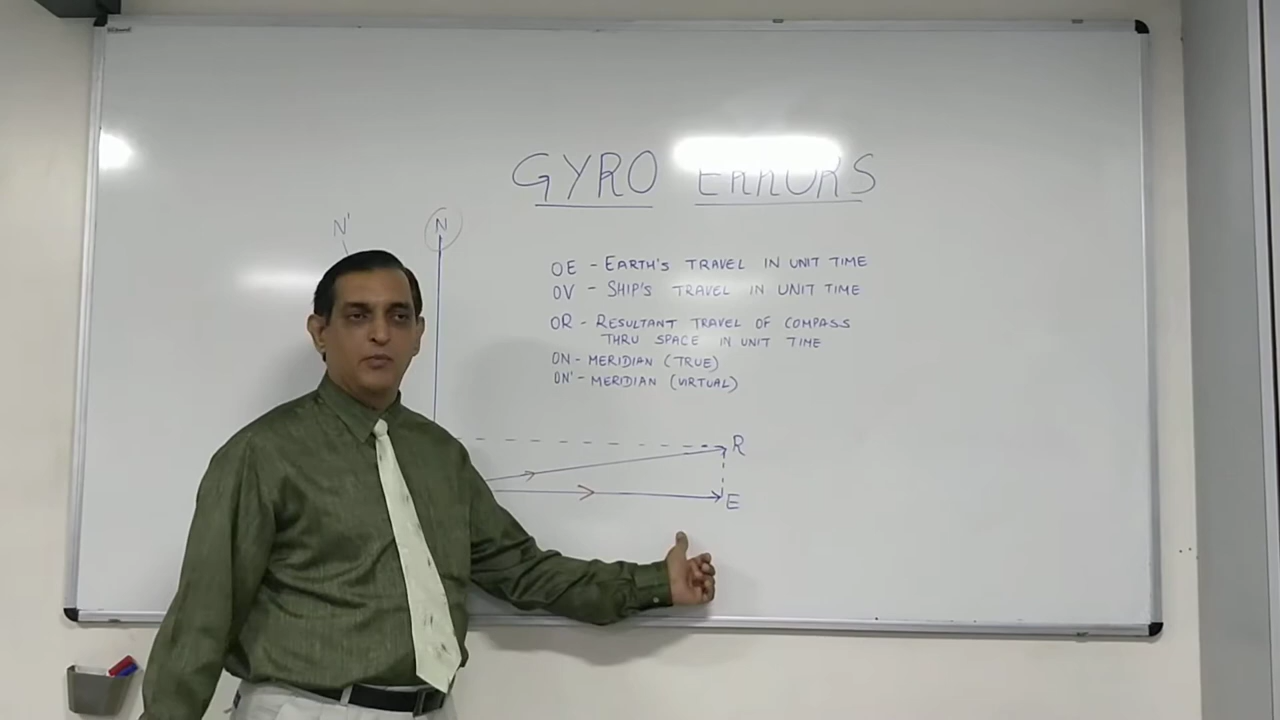 GYRO ERRORS
N'
N
OE - EARTH'S TRAVEL IN UNIT TIME
OV - SHIP'S TRAVEL IN UNIT TIME
OR - RESULTANT TRAVEL OF COMPASS
THRU SPACE IN UNIT TIME
ON - MERIDIAN (TRUE)
ON' - MERIDIAN (VIRTUAL)
R
E